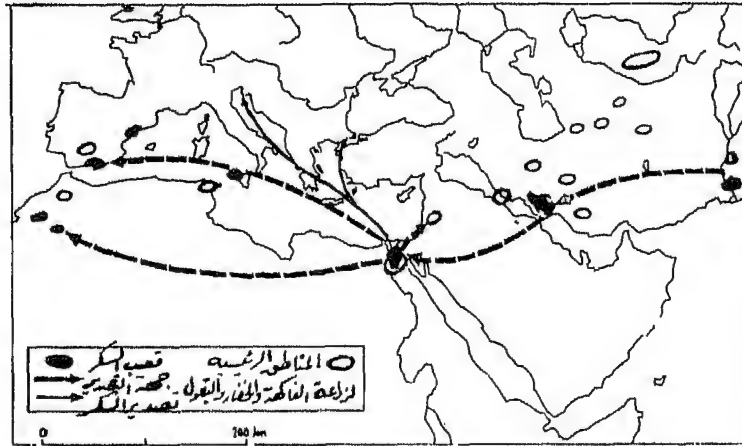 المناطق الرئيسية قصب السكر
لزراعة الفاكهة والخضار والبقول جهة التصدير
تصدير السكر
0 200 km